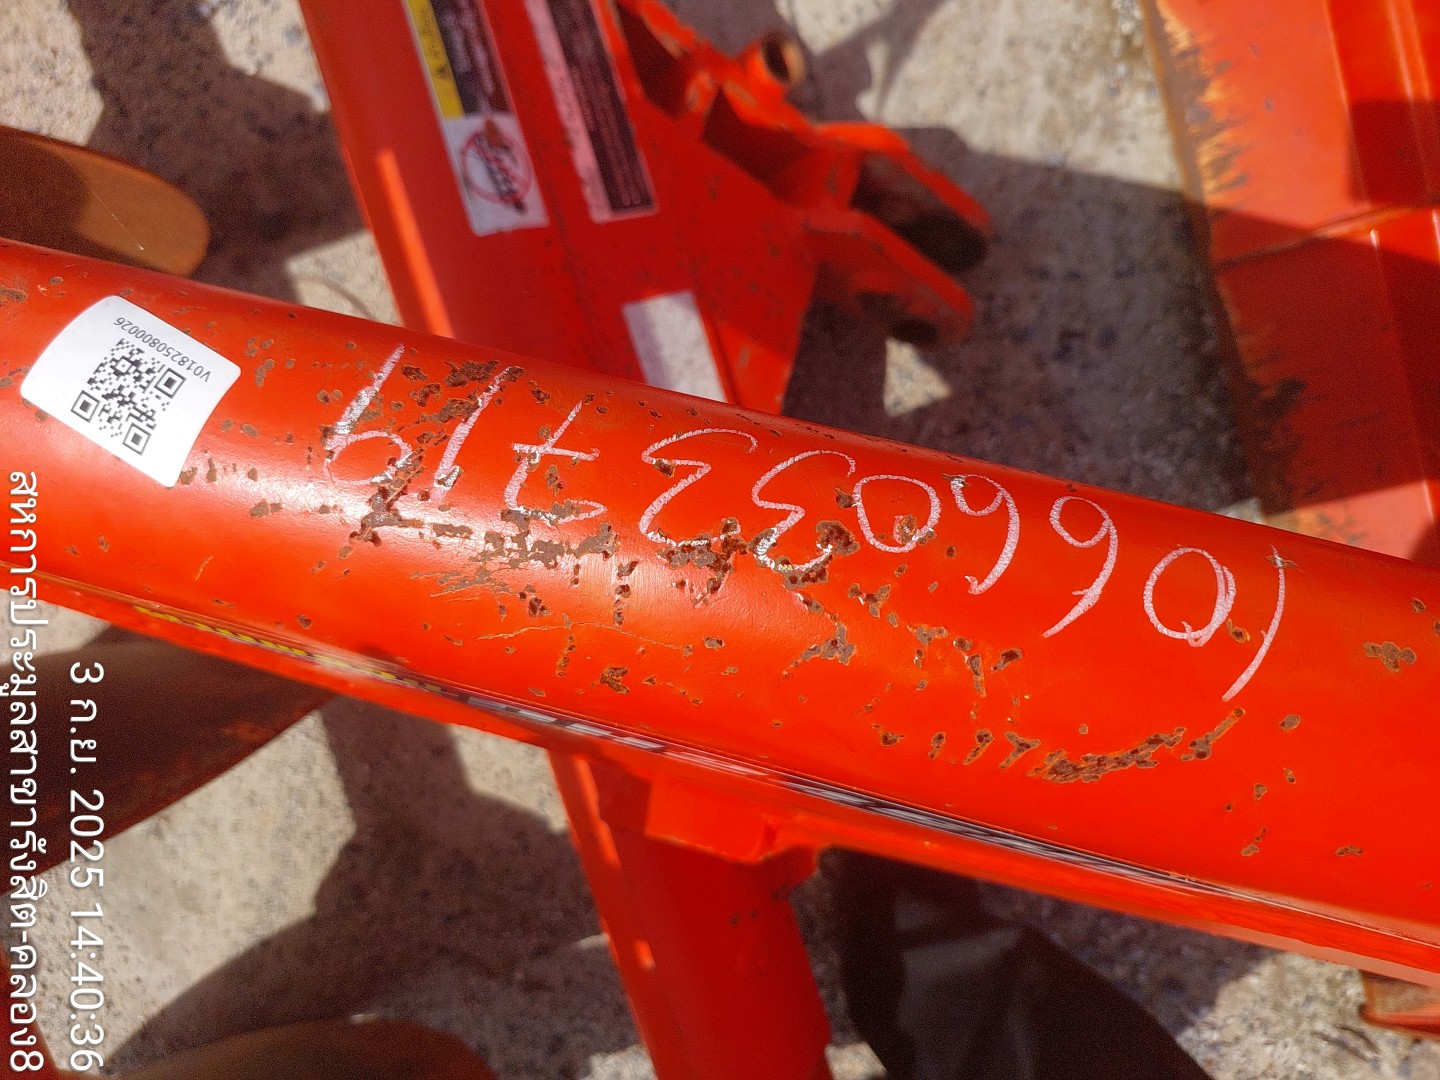 V018250800026
1066033719
3 ก.ย. 2025 14:40:36
สหการประมูลสาขารังสิต-คลอง8